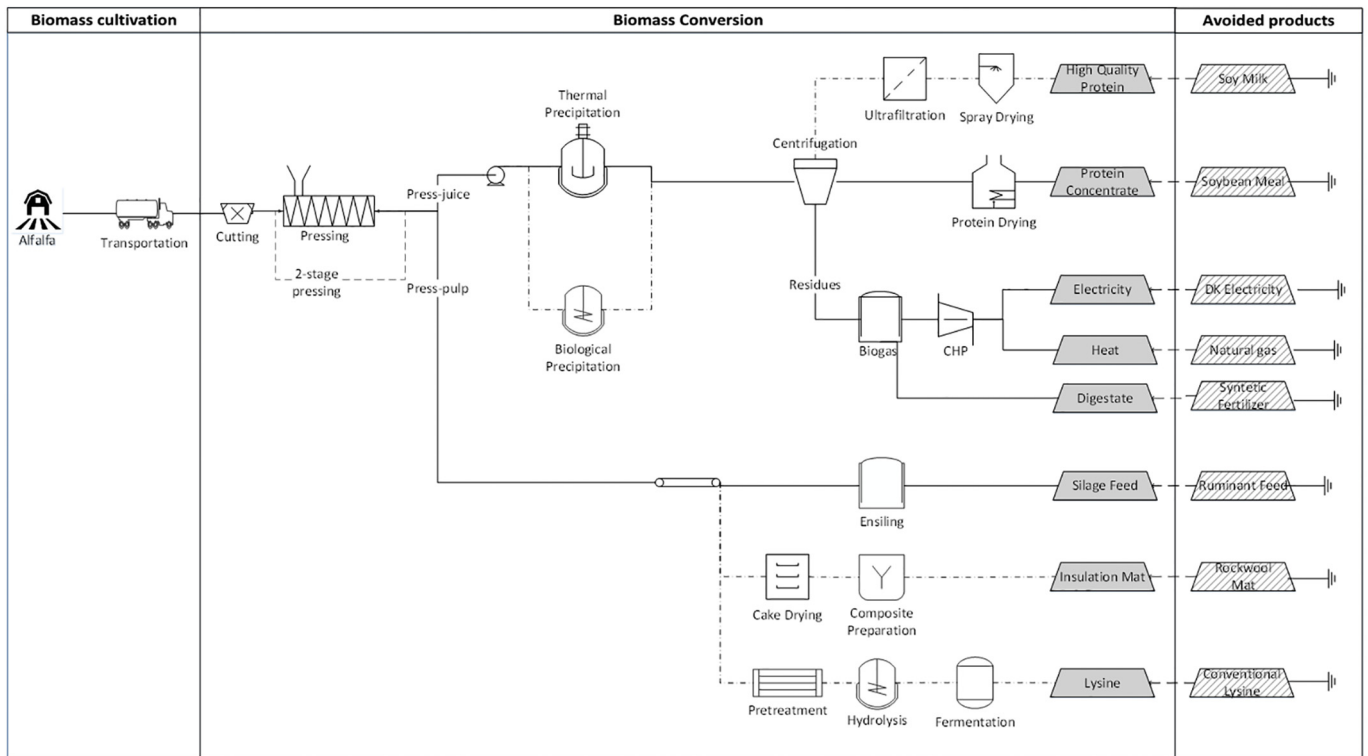 Biomass cultivation
Biomass Conversion
Avoided products
High Quality
Protein
Soy Milk
Thermal
Precipitation
Ultrafiltration
Spray Drying
Centrifugation
Press-juice
Protein
Concentrate
Soybean Meal
Alfalfa
Transportation
Cutting
Pressing
Protein Drying
2-stage
pressing
Press-pulp
Residues
Electricity
DK Electricity
Biological
Precipitation
Biogas
CHP
Heat
Natural gas
Digestate
Syntetic
Fertilizer
Silage Feed
Ruminant Feed
Ensiling
Insulation Mat
Rockwool
Mat
Cake Drying
Composite
Preparation
Lysine
Conventional
Lysine
Pretreatment
Hydrolysis
Fermentation